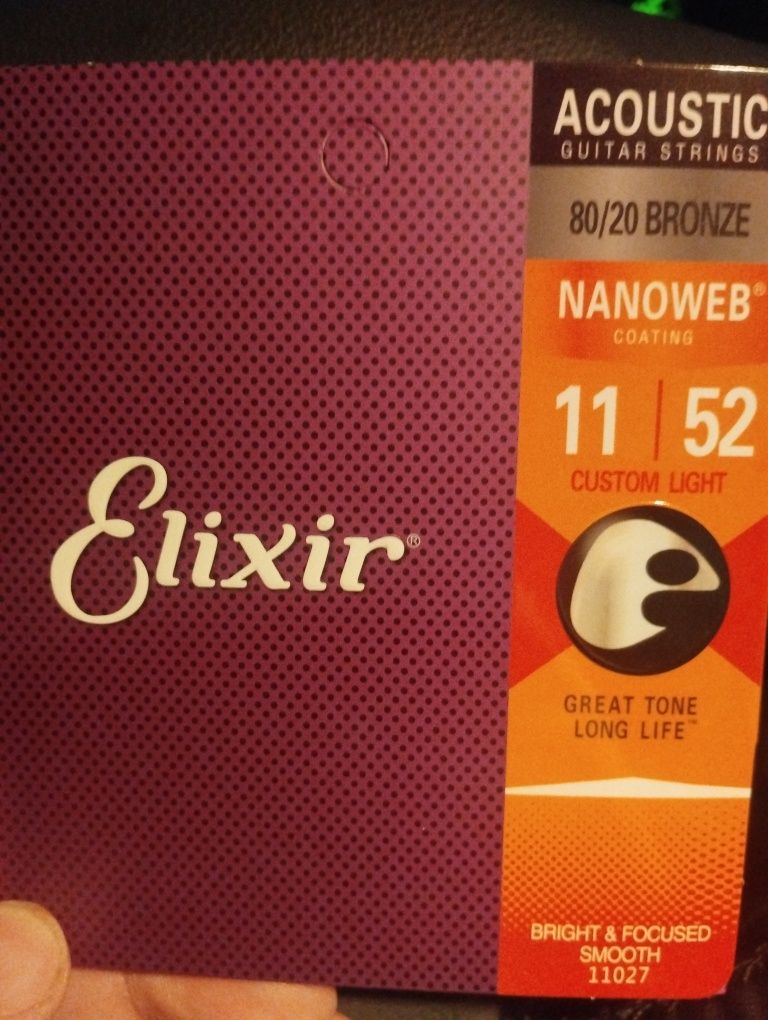 ACOUSTIC
GUITAR STRINGS
80/20 BRONZE
NANOWEB®
COATING
11 | 52
CUSTOM LIGHT
Elixir®
GREAT TONE
LONG LIFE™
BRIGHT & FOCUSED
SMOOTH
11027